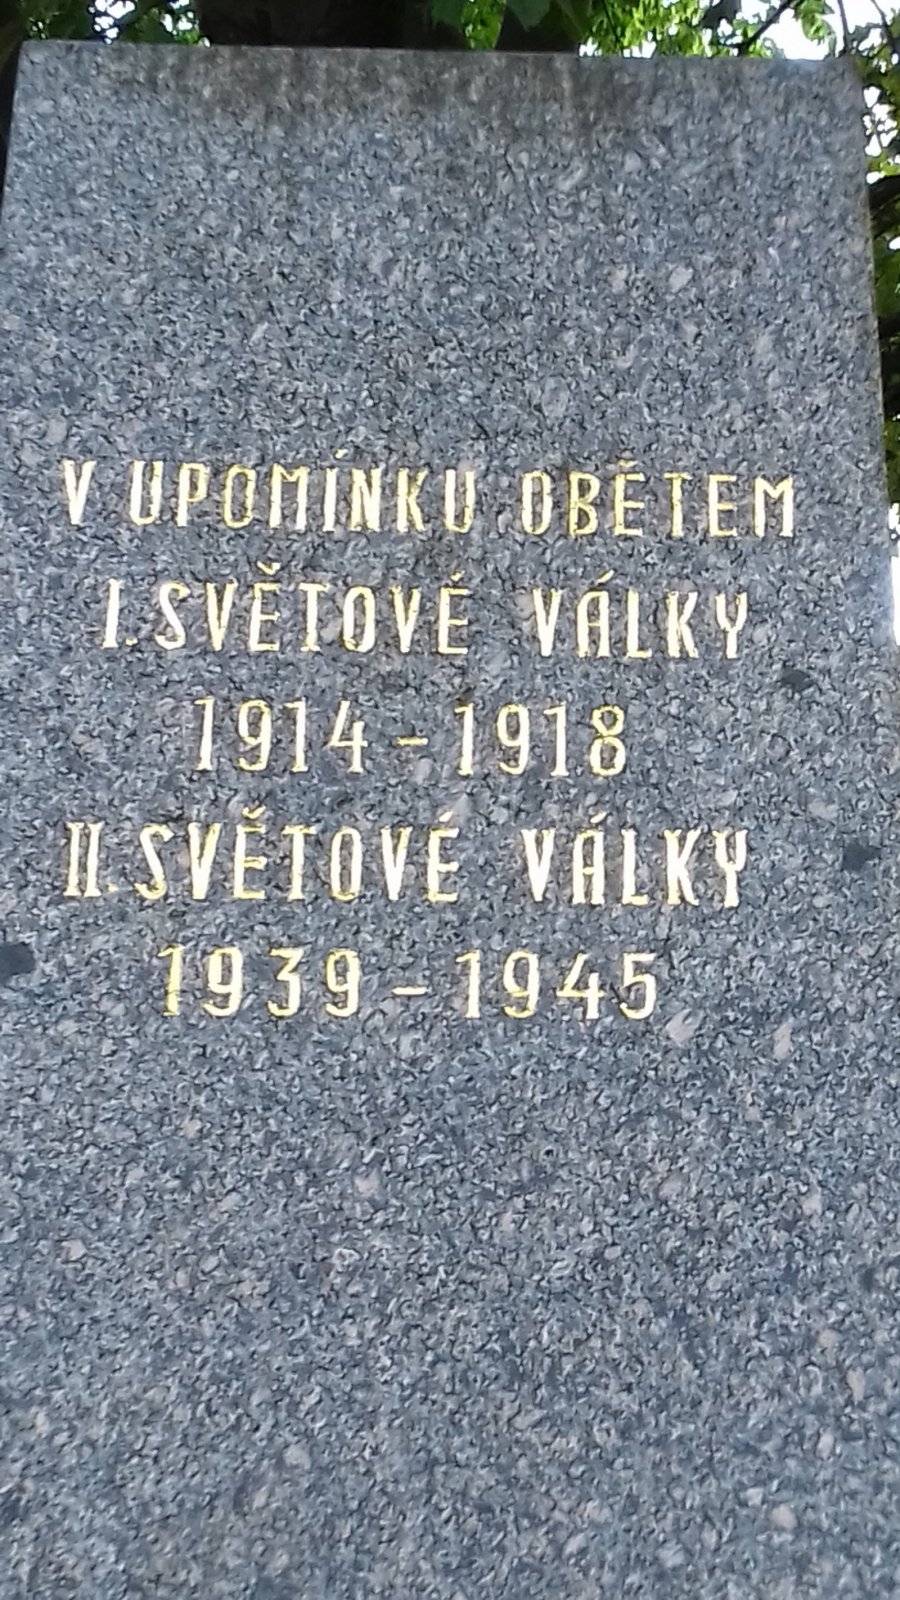 V UPOMÍNKU OBĚTEM
I. SVĚTOVÉ VÁLKY
1914 - 1918
II. SVĚTOVÉ VÁLKY
1939 - 1945